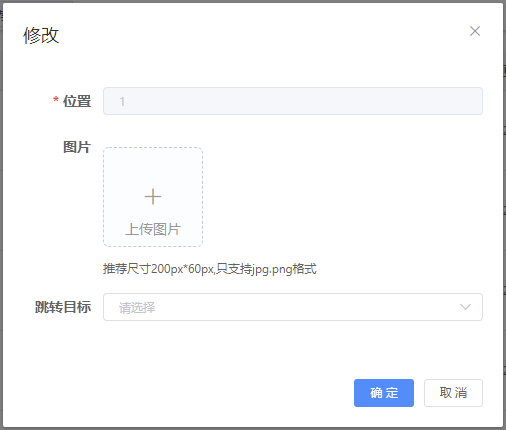 修改
* 位置
1
图片
上传图片
推荐尺寸200px*60px,只支持jpg.png格式
跳转目标
请选择
确 定
取 消